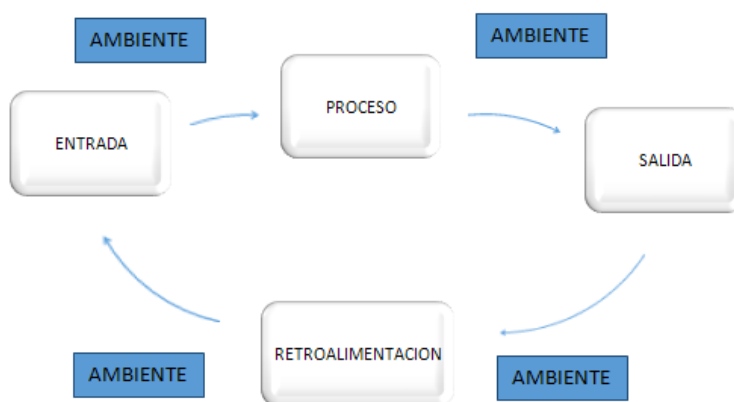 AMBIENTE
AMBIENTE
PROCESO
ENTRADA
SALIDA
RETROALIMENTACION
AMBIENTE
AMBIENTE